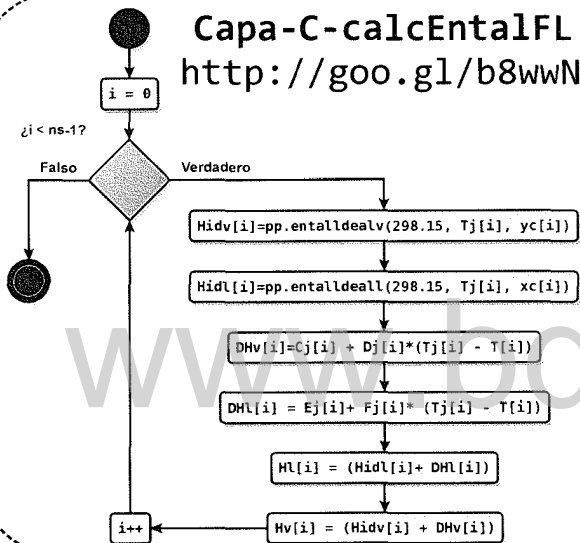 Capa-C-calcEntalFL
http://goo.gl/b8wwN
i = 0
¿i < ns-1?
Falso
Verdadero
Hidv[i]=pp.entalldealv(298.15, Tj[i], yc[i])
Hidl[i]=pp.entalldeall(298.15, Tj[i], xc[i])
DHv[i]=Cj[i] + Dj[i]*(Tj[i] - T[i])
DHl[i] = Ej[i]+ Fj[i]* (Tj[i] - T[i])
Hl[i] = (Hidl[i]+ DHl[i])
i++
Hv[i] = (Hidv[i] + DHv[i])
www.bo